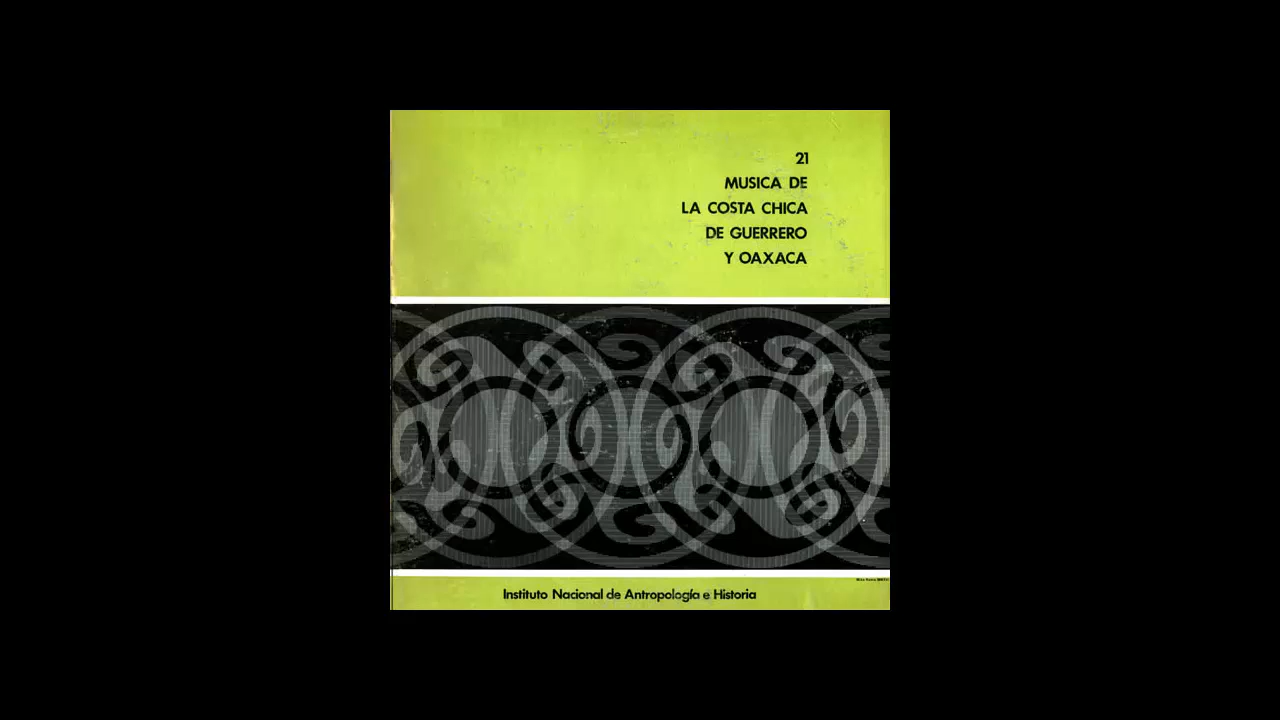 21
MUSICA DE
LA COSTA CHICA
DE GUERRERO
Y OAXACA
Instituto Nacional de Antropología e Historia